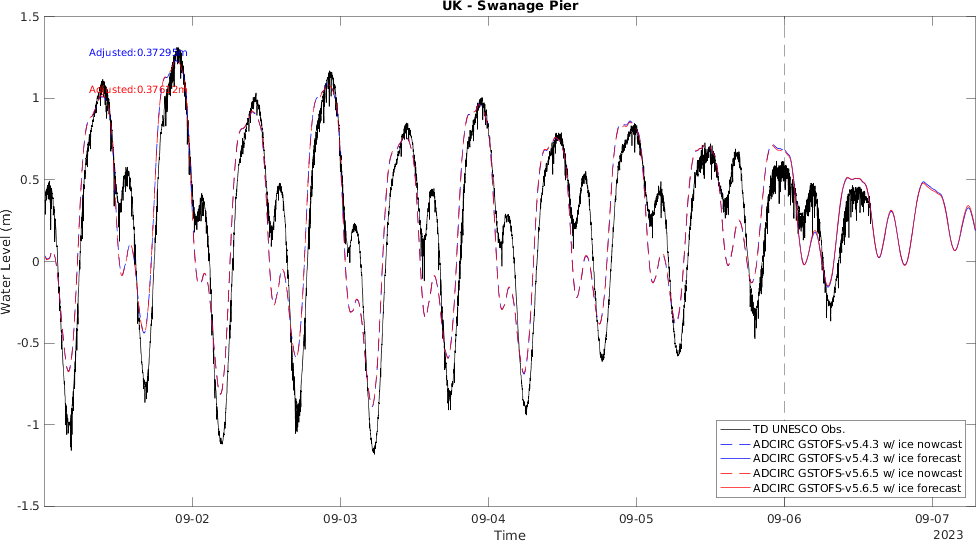 UK - Swanage Pier
1.5
1
0.5
0
-0.5
-1
-1.5
Water Level (m)
Adjusted:0.37295m
09-02
09-03
09-04
09-05
09-06
09-07
2023
Time
TD UNESCO Obs.
ADCIRC GSTOFS-v5.4.3 w/ ice nowcast
ADCIRC GSTOFS-v5.4.3 w/ ice forecast
ADCIRC GSTOFS-v5.6.5 w/ ice nowcast
ADCIRC GSTOFS-v5.6.5 w/ ice forecast